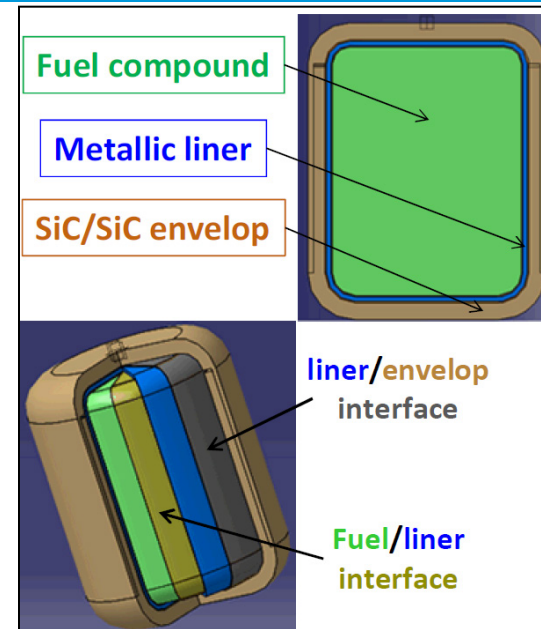 Fuel compound
Metallic liner
SiC/SiC envelop
liner/envelop
interface
Fuel/liner
interface